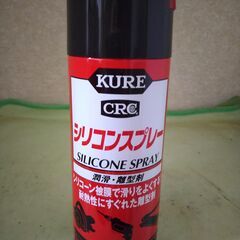 KURE
CRC
シリコンスプレー
SILICONE SPRAY
潤滑・離型剤
シリコーン被膜で滑りをよくする
耐熱性にすぐれた離型剤